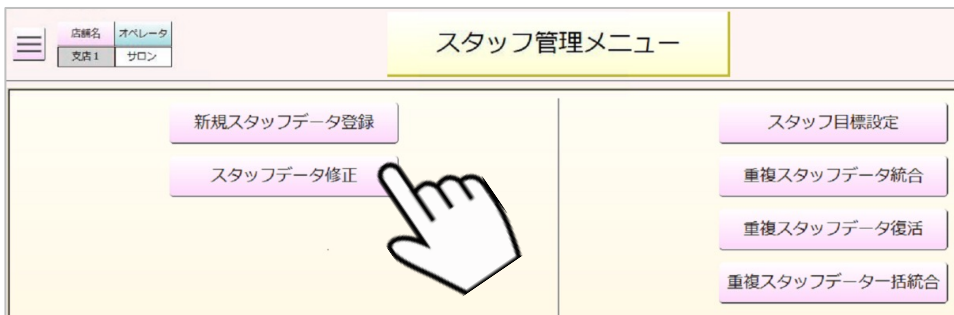 店舗名 オペレータ
支店1 サロン
スタッフ管理メニュー
新規スタッフデータ登録
スタッフデータ修正
スタッフ目標設定
重複スタッフデータ統合
重複スタッフデータ復活
重複スタッフデータ一括統合